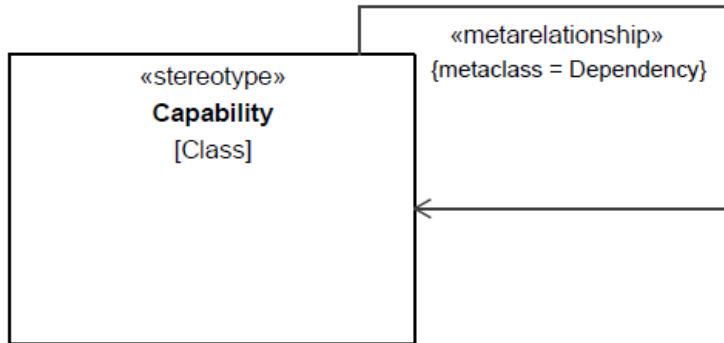 «metarelationship»
{metaclass = Dependency}
«stereotype»
Capability
[Class]